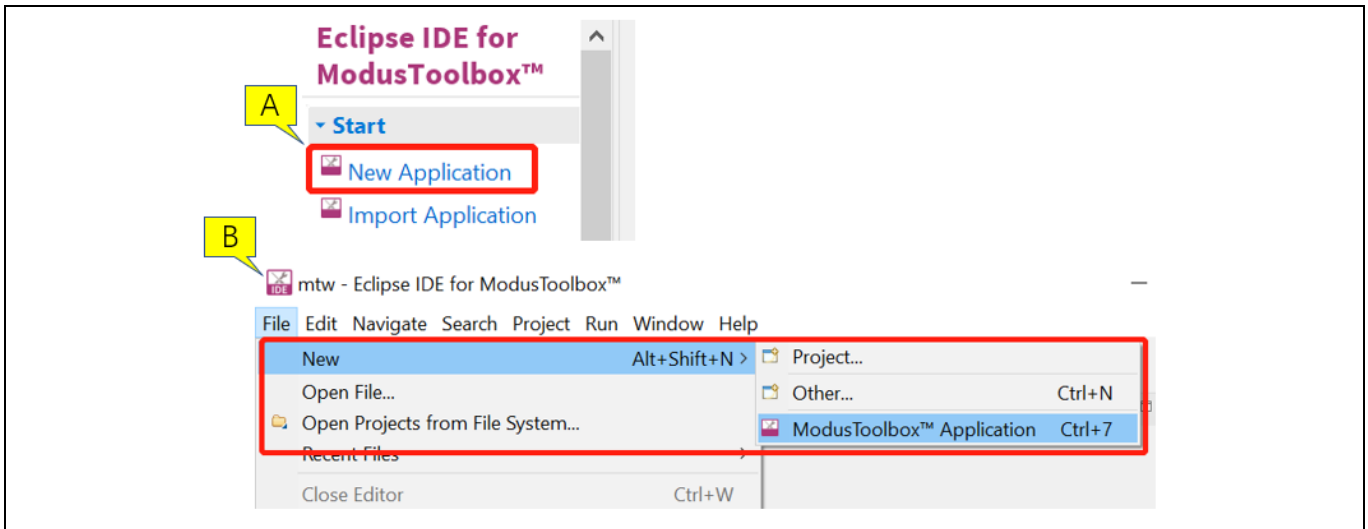 Eclipse IDE for
ModusToolbox™
A
Start
New Application
Import Application
B
IDE mtw - Eclipse IDE for ModusToolbox™
File Edit Navigate Search Project Run Window Help
New Alt+Shift+N > Project...
Open File... Other... Ctrl+N
Open Projects from File System... ModusToolbox™ Application Ctrl+7
Recent Files
Close Editor Ctrl+W